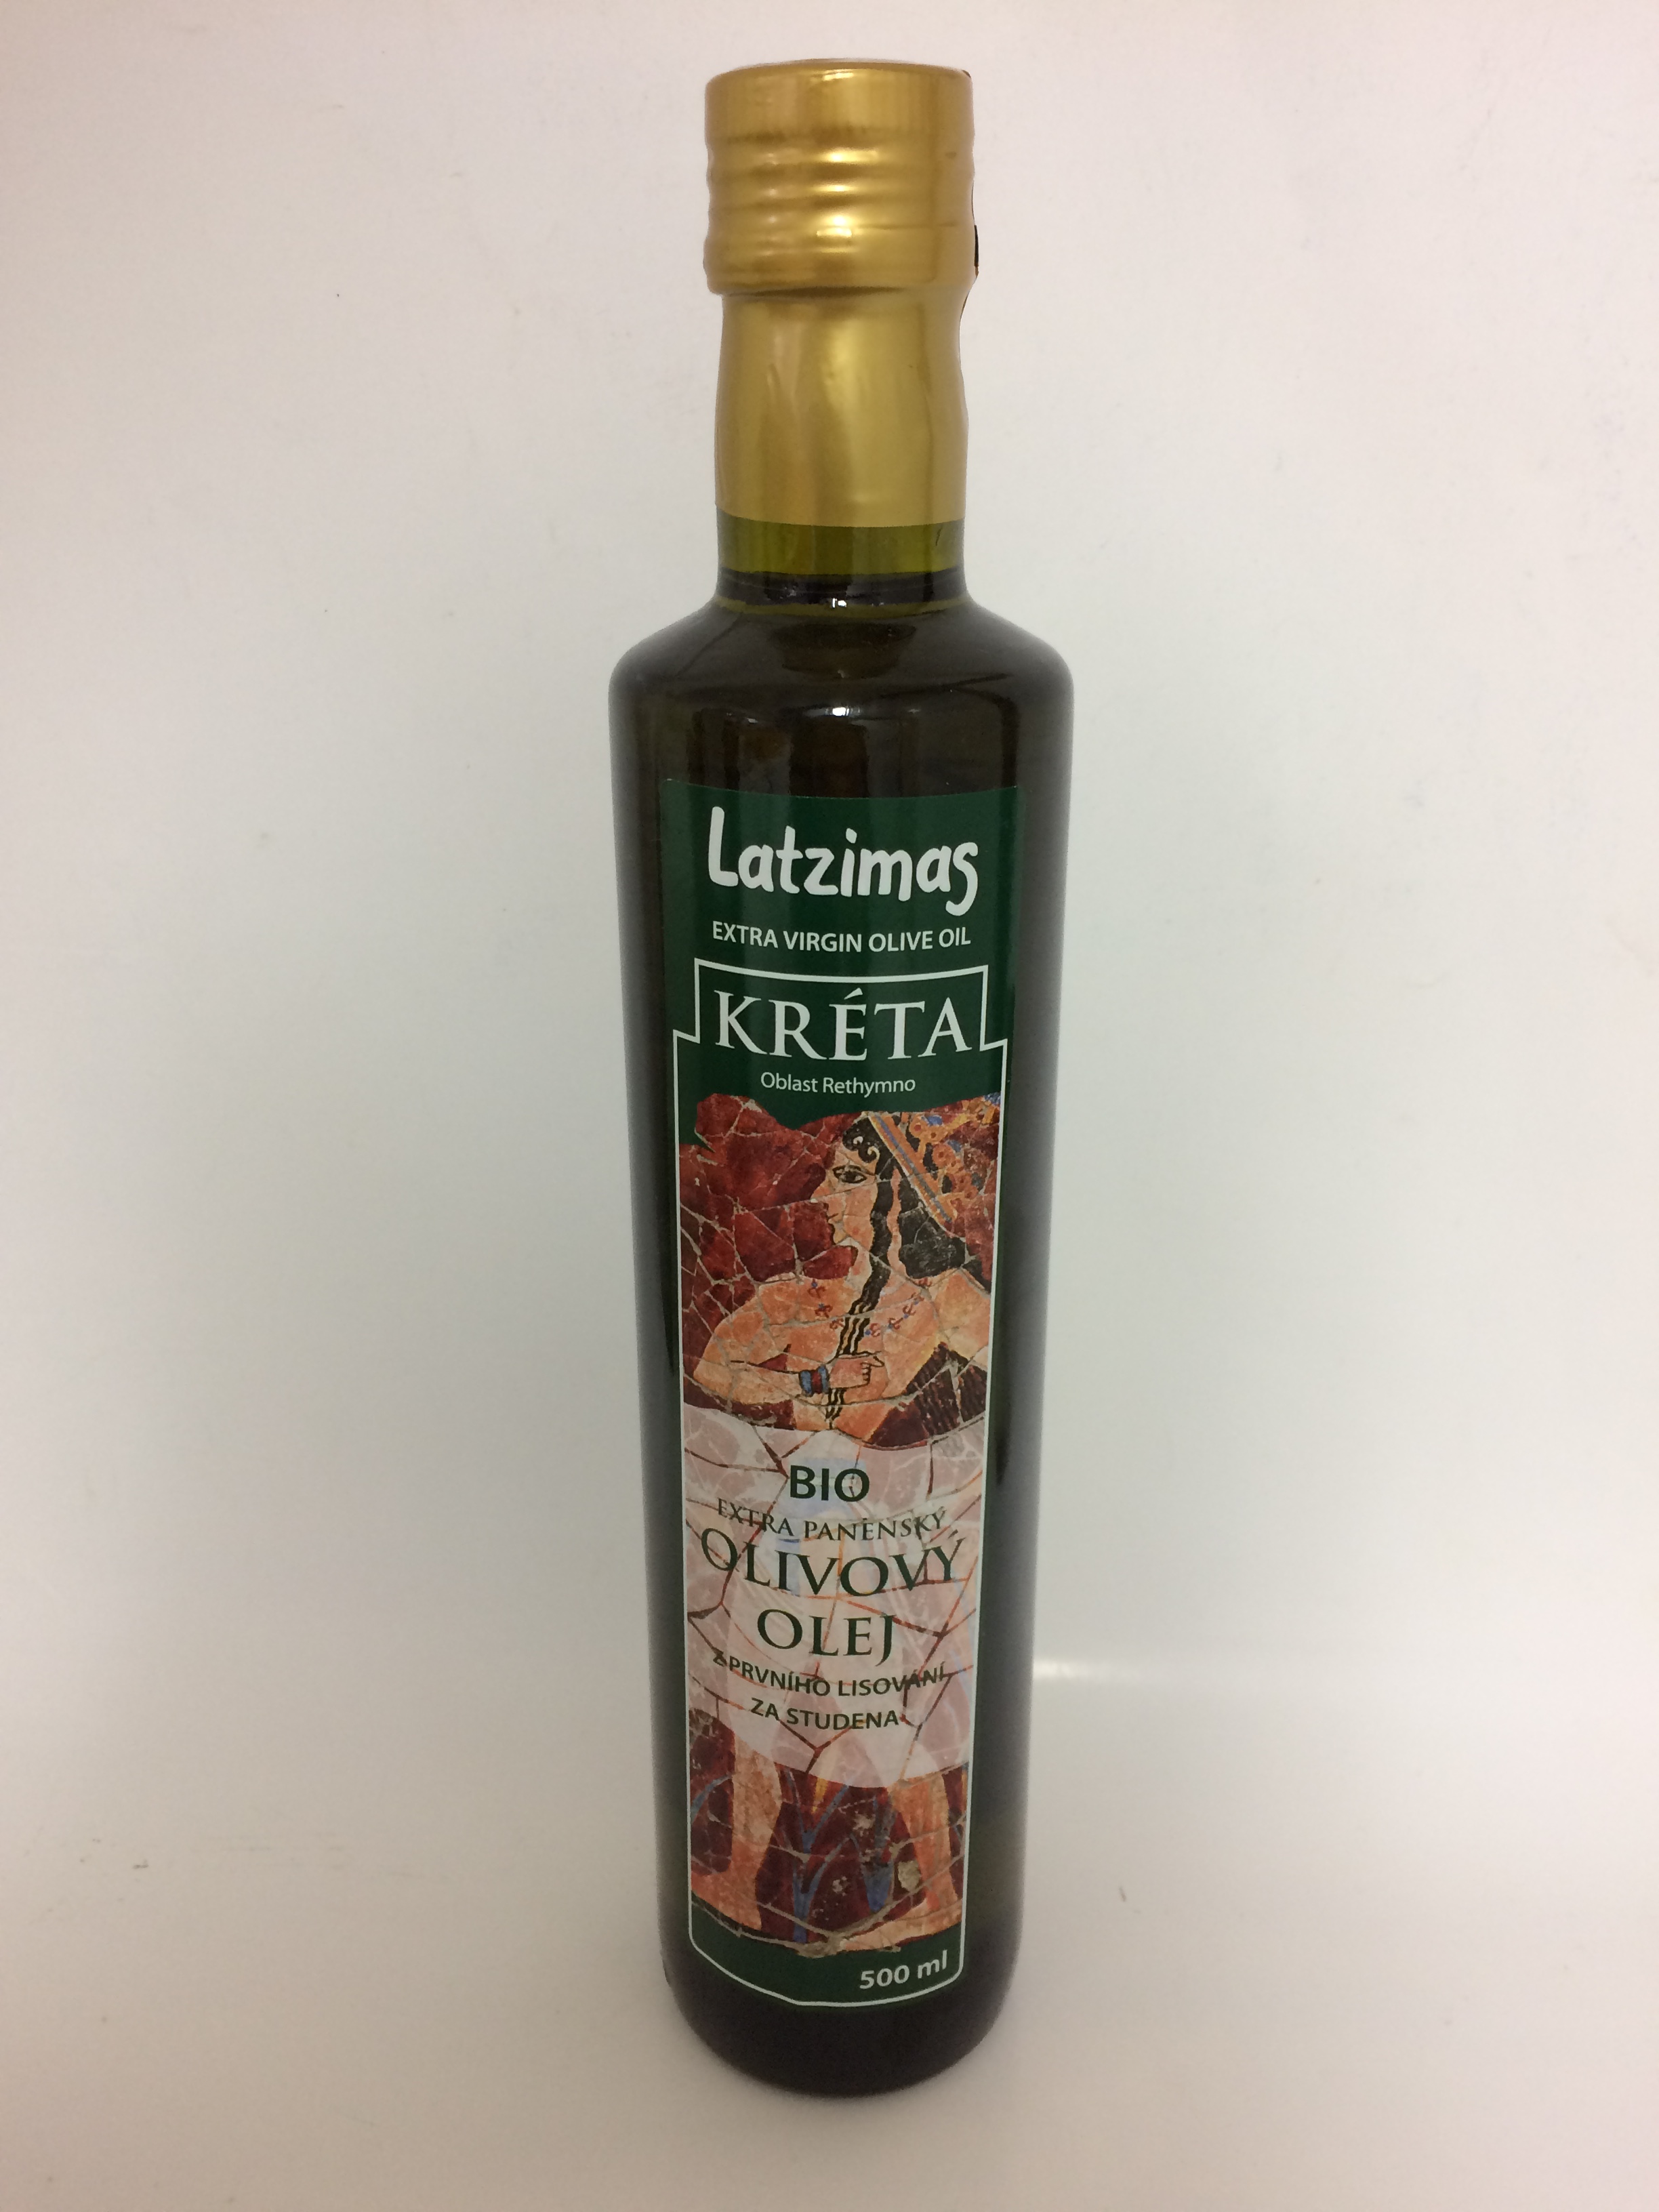 Latzimas
EXTRA VIRGIN OLIVE OIL
KRÉTA
Oblast Rethymno
BIO
EXTRA PANENSKÝ
OLIVOVÝ
OLEJ
Z PRVNÍHO LISOVÁNÍ
ZA STUDENA
500 ml